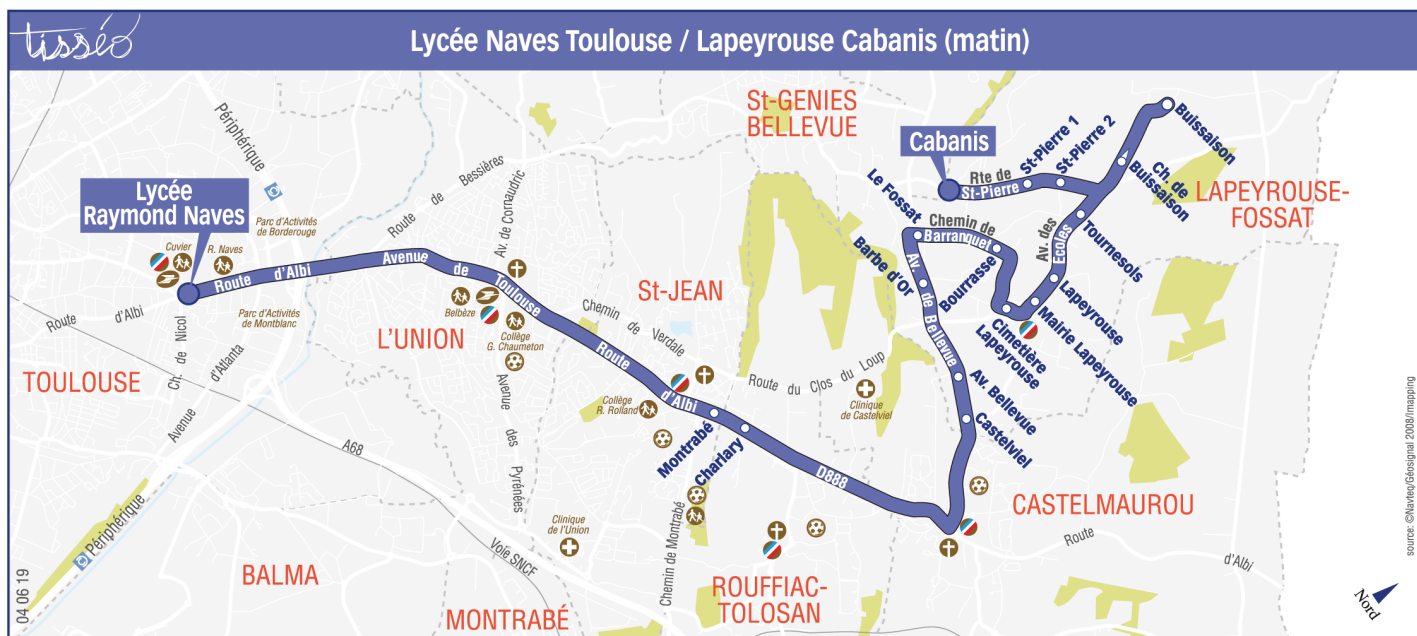 tisséo
Lycée Naves Toulouse / Lapeyrouse Cabanis (matin)
St-GENIES
BELLEVUE
Cabanis
Rte de
St-Pierre
St-Pierre 1
St-Pierre 2
Buissaison
Ch. de
Buissaison
LAPEYROUSE-
FOSSAT
Périphérique
Lycée
Raymond Naves
Parc d'Activités
de Borderouge
Cuvier
R. Naves
Route de Bessières
Av. de Cornaudric
Route d'Albi
Avenue de Toulouse
Route d'Albi
D888
Le Fossat
Chemin de
Barranquet
Barbe d'Or
Bourrasse
Av. de Bellevue
Av. des
Ecoles
Tournesols
Lapeyrouse
Mairie Lapeyrouse
Cimetière
Lapeyrouse
Av. Bellevue
Castelviel
St-JEAN
Chemin de Verdale
Route du Clos du Loup
Clinique
de Castelviel
Route d'Albi
Ch. de Nicol
Parc d'Activités
de Montblanc
Avenue d'Atlanta
L'UNION
Belbèze
Collège
G. Chaumeton
Avenue des Pyrénées
Collège
R. Rolland
Montrabé
Charlary
TOULOUSE
A68
Périphérique
Voie SNCF
Clinique
de l'Union
Chemin de Montrabé
CASTELMAUROU
Route d'Albi
BALMA
MONTRABÉ
ROUFFIAC-
TOLOSAN
04 06 19
source: ©Navteq/Géosignal 2008/Imapping
Nord